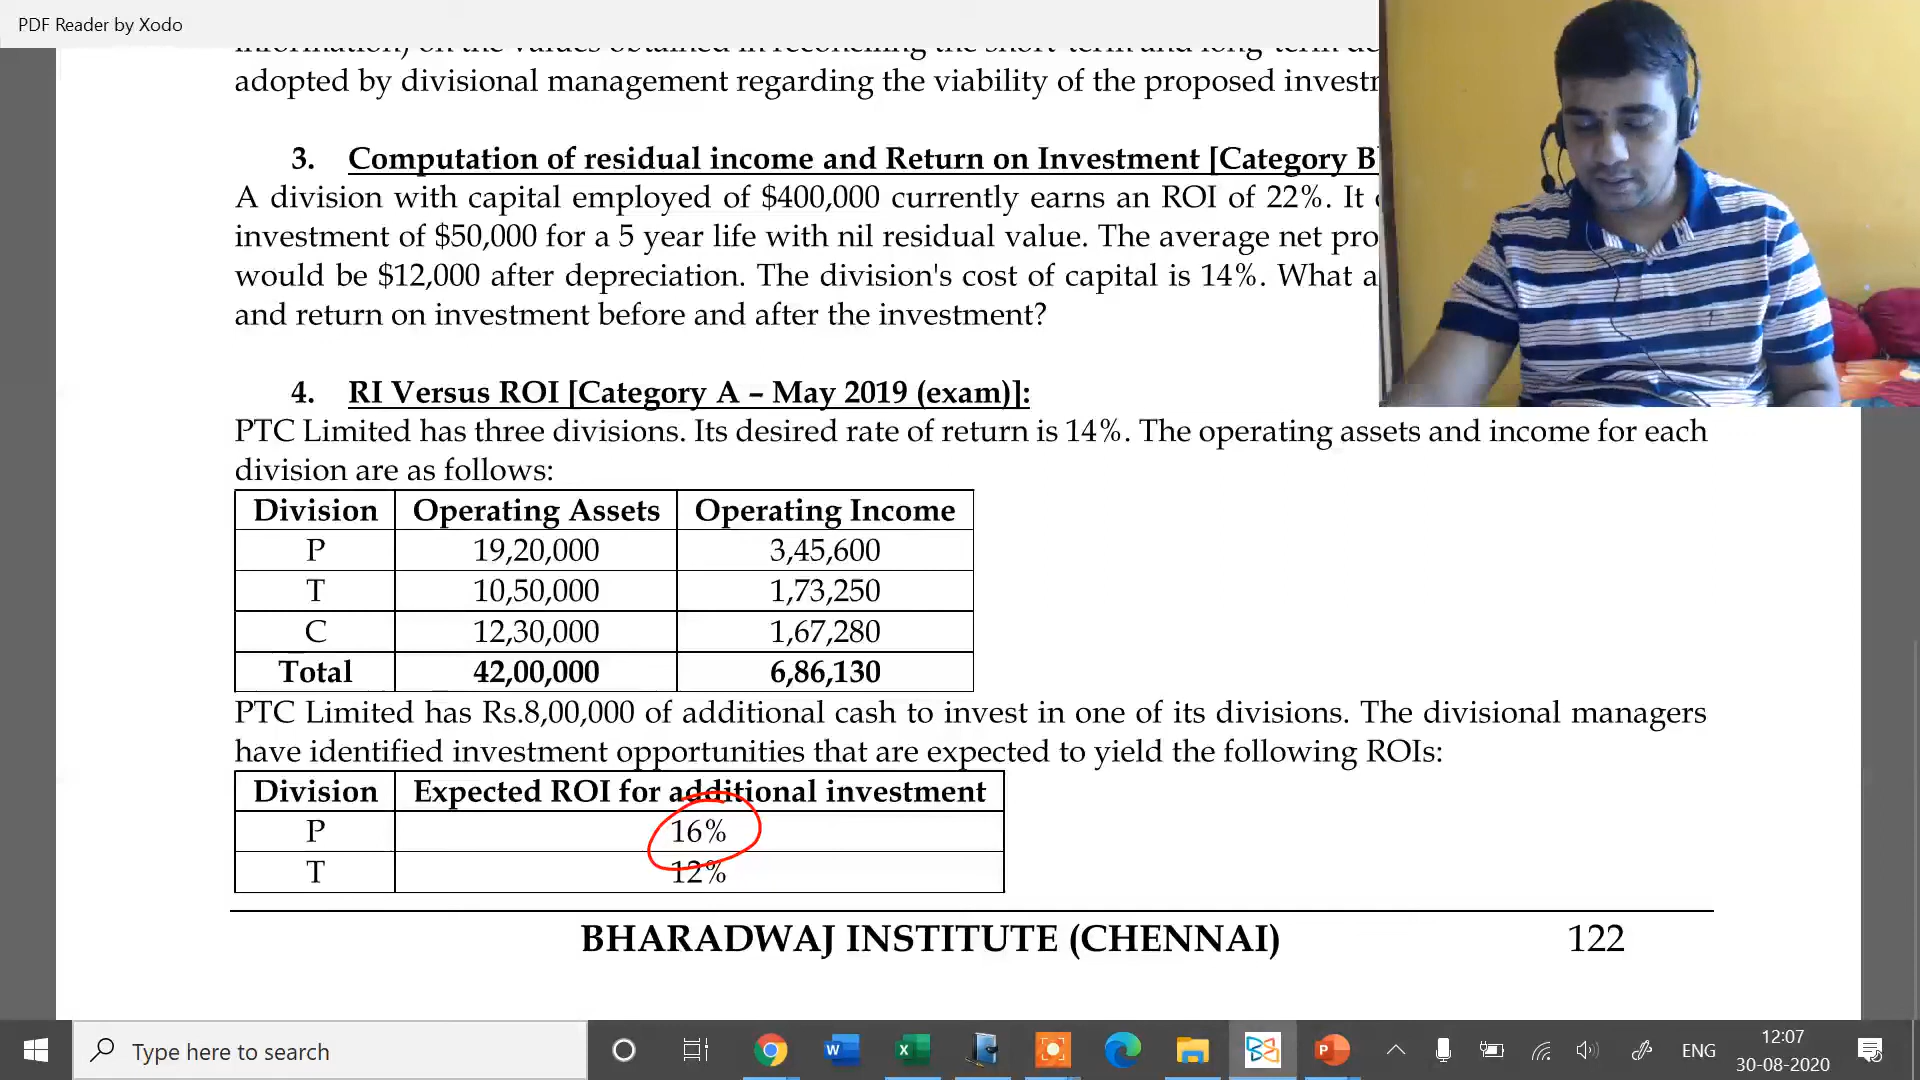 PDF Reader by Xodo
adopted by divisional management regarding the viability of the proposed
3. Computation of residual income and Return on Investment [Category B
A division with capital employed of $400,000 currently earns an ROI of 22%. It
investment of $50,000 for a 5 year life with nil residual value. The average net
would be $12,000 after depreciation. The division's cost of capital is 14%. What
and return on investment before and after the investment?
4. RI Versus ROI [Category A – May 2019 (exam)]:
PTC Limited has three divisions. Its desired rate of return is 14%. The operating assets and income for each
division are as follows:
Division Operating Assets Operating Income
P 19,20,000 3,45,600
T 10,50,000 1,73,250
C 12,30,000 1,67,280
Total 42,00,000 6,86,130
PTC Limited has Rs.8,00,000 of additional cash to invest in one of its divisions. The divisional managers
have identified investment opportunities that are expected to yield the following ROIs:
Division Expected ROI for additional investment
P 16%
T 12%
BHARADWAJ INSTITUTE (CHENNAI) 122
Type here to search
ENG
12:07
30-08-2020